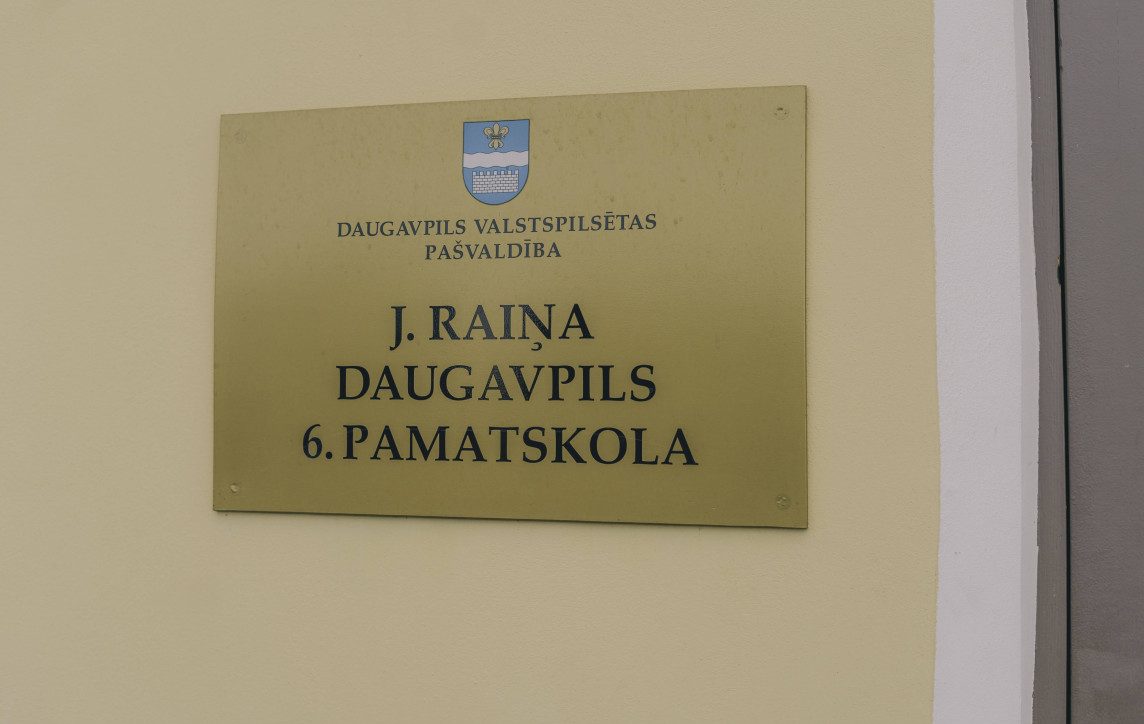 DAUGAVPILS VALSTSPILSĒTAS
PAŠVALDĪBA
J. RAIŅA
DAUGAVPILS
6. PAMATSKOLA